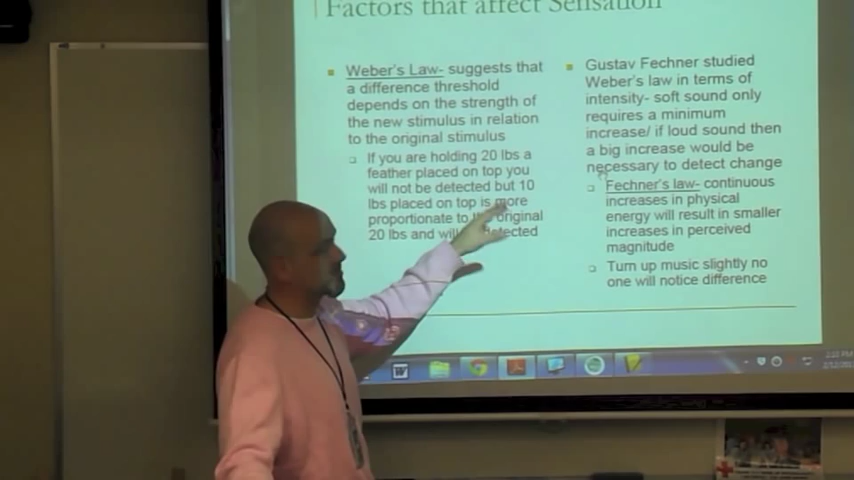 Factors that affect Sensation
Weber's Law- suggests that
a difference threshold
depends on the strength of
the new stimulus in relation
to the original stimulus
If you are holding 20 lbs a
feather placed on top you
will not be detected but 10
lbs placed on top is more
proportionate to the original
20 lbs and will detected
Gustav Fechner studied
Weber's law in terms of
intensity- soft sound only
requires a minimum
increase/ if loud sound then
a big increase would be
necessary to detect change
Fechner's law- continuous
increases in physical
energy will result in smaller
increases in perceived
magnitude
Turn up music slightly no
one will notice difference